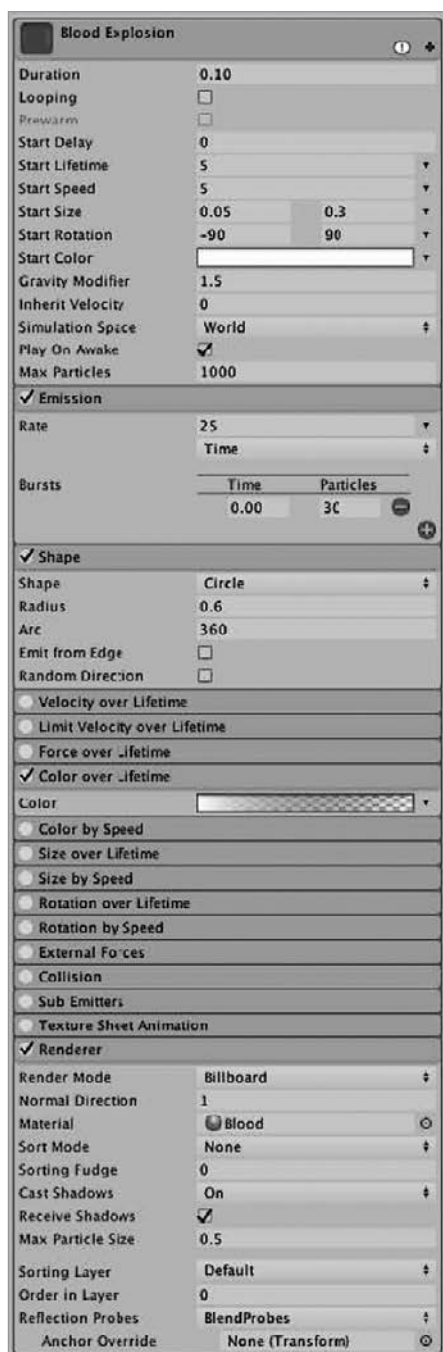 Blood Explosion
Duration 0.10
Looping
Prewarm
Start Delay 0
Start Lifetime 5
Start Speed 5
Start Size 0.05 0.3
Start Rotation -90 90
Start Color
Gravity Modifier 1.5
Inherit Velocity 0
Simulation Space World
Play On Awake
Max Particles 1000
Emission
Rate 25
Time
Bursts Time Particles
0.00 30
Shape
Shape Circle
Radius 0.6
Arc 360
Emit from Edge
Random Direction
Velocity over Lifetime
Limit Velocity over Lifetime
Force over Lifetime
Color over Lifetime
Color
Color by Speed
Size over Lifetime
Size by Speed
Rotation over Lifetime
Rotation by Speed
External Forces
Collision
Sub Emitters
Texture Sheet Animation
Renderer
Render Mode Billboard
Normal Direction 1
Material Blood
Sort Mode None
Sorting Fudge 0
Cast Shadows On
Receive Shadows
Max Particle Size 0.5
Sorting Layer Default
Order in Layer 0
Reflection Probes BlendProbes
Anchor Override None (Transform)